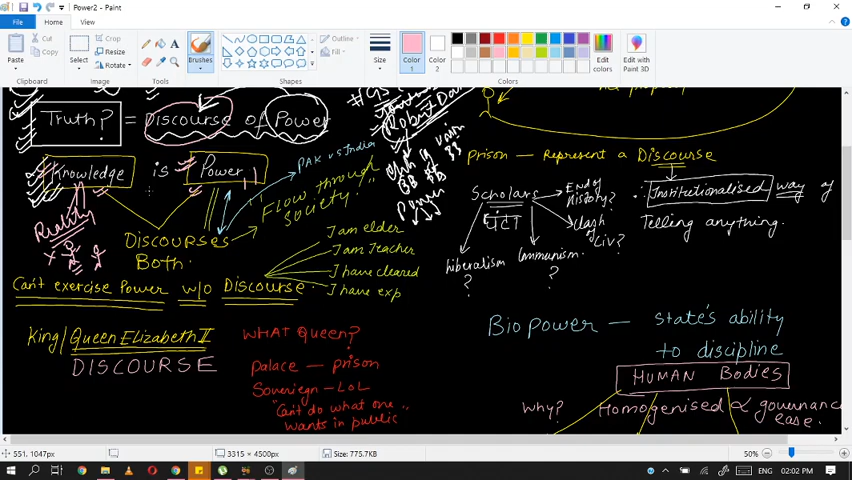 Power2 - Paint
File
Home
View
Paste
Cut
Copy
Clipboard
Select
Crop
Resize
Rotate
Image
Tools
Brushes
Shapes
Outline
Fill
Size
Color 1
Color 2
Colors
Edit colors
Edit with Paint 3D
Truth? = Discourse of Power
Knowledge is Power
PAK vs India
Flow through Society.
Reality
DISCOURSES
Both.
I am elder
I am Teacher
I have cleared
I have exp
Can't exercise Power w/o Discourse.
King/Queen Elizabeth II
DISCOURSE
WHAT Queen?
Palace — prison
Sovereign — LOL
"Can't do what one
wants in public"
Robert
Player
prison — Represent a Discourse
Scholars
UCT
End of History?
Clash of Civ?
Liberalism
?
Communism.
?
∴ Institutionalised way of
Telling anything.
Bio power — state's ability
to discipline
HUMAN Bodies
Why?
Homogenised ∝ governance
ease.
551, 1047px
3315 × 4500px
Size: 775.7KB
50%
ENG
02:02 PM